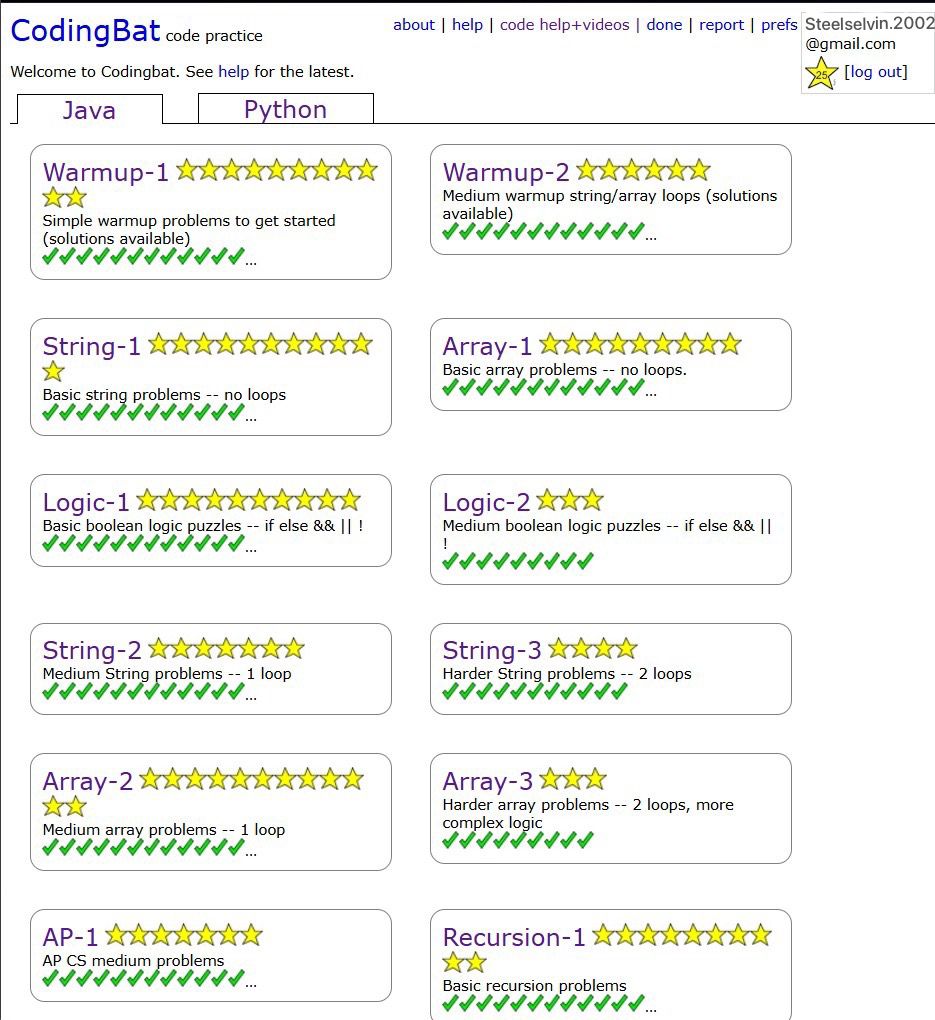 CodingBat code practice
about | help | code help+videos | done | report | prefs
Steelselvin.2002
@gmail.com
25
[log out]
Welcome to Codingbat. See help for the latest.
Java
Python
Warmup-1
Simple warmup problems to get started
(solutions available)
...
Warmup-2
Medium warmup string/array loops (solutions
available)
...
String-1
Basic string problems -- no loops
...
Array-1
Basic array problems -- no loops.
...
Logic-1
Basic boolean logic puzzles -- if else && || !
...
Logic-2
Medium boolean logic puzzles -- if else && ||
!
String-2
Medium String problems -- 1 loop
...
String-3
Harder String problems -- 2 loops
Array-2
Medium array problems -- 1 loop
...
Array-3
Harder array problems -- 2 loops, more
complex logic
AP-1
AP CS medium problems
...
Recursion-1
Basic recursion problems
...